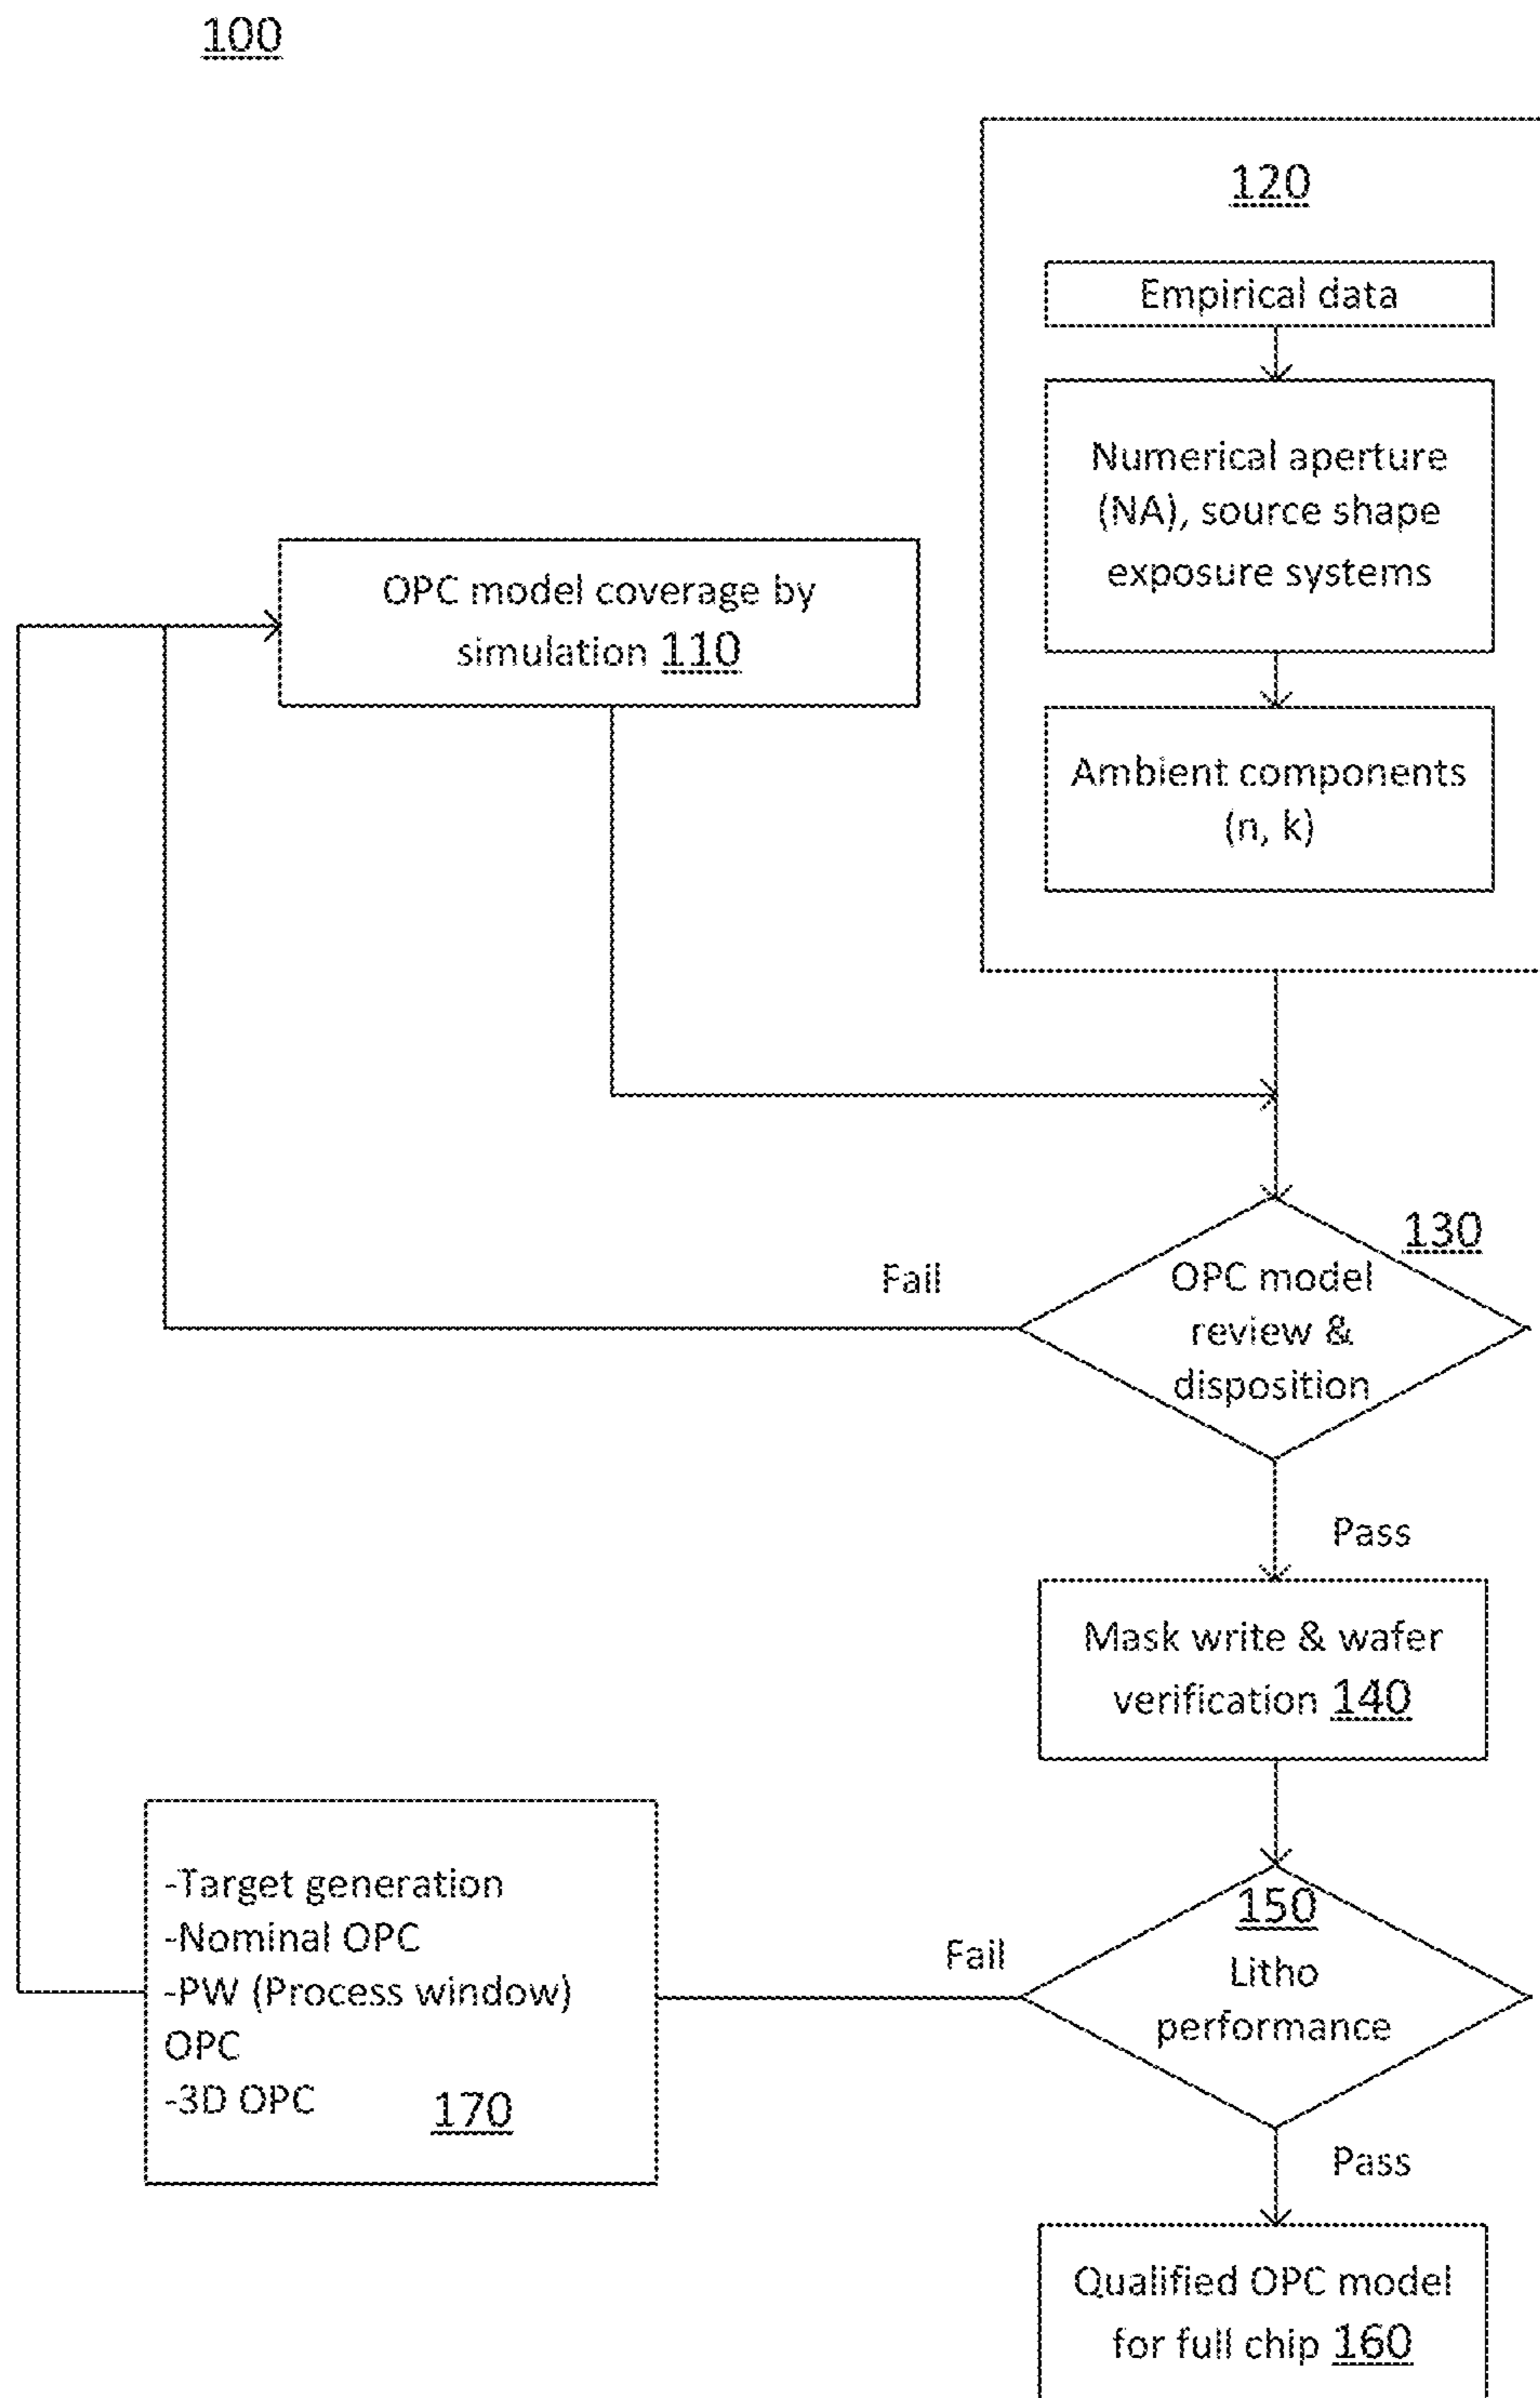 100
120
Empirical data
Numerical aperture
(NA), source shape
exposure systems
Ambient components
(n, k)
OPC model coverage by
simulation 110
130
OPC model
review &
disposition
Fail
Pass
Mask write & wafer
verification 140
150
Litho
performance
Fail
-Target generation
-Nominal OPC
-PW (Process window)
OPC
-3D OPC
170
Pass
Qualified OPC model
for full chip 160